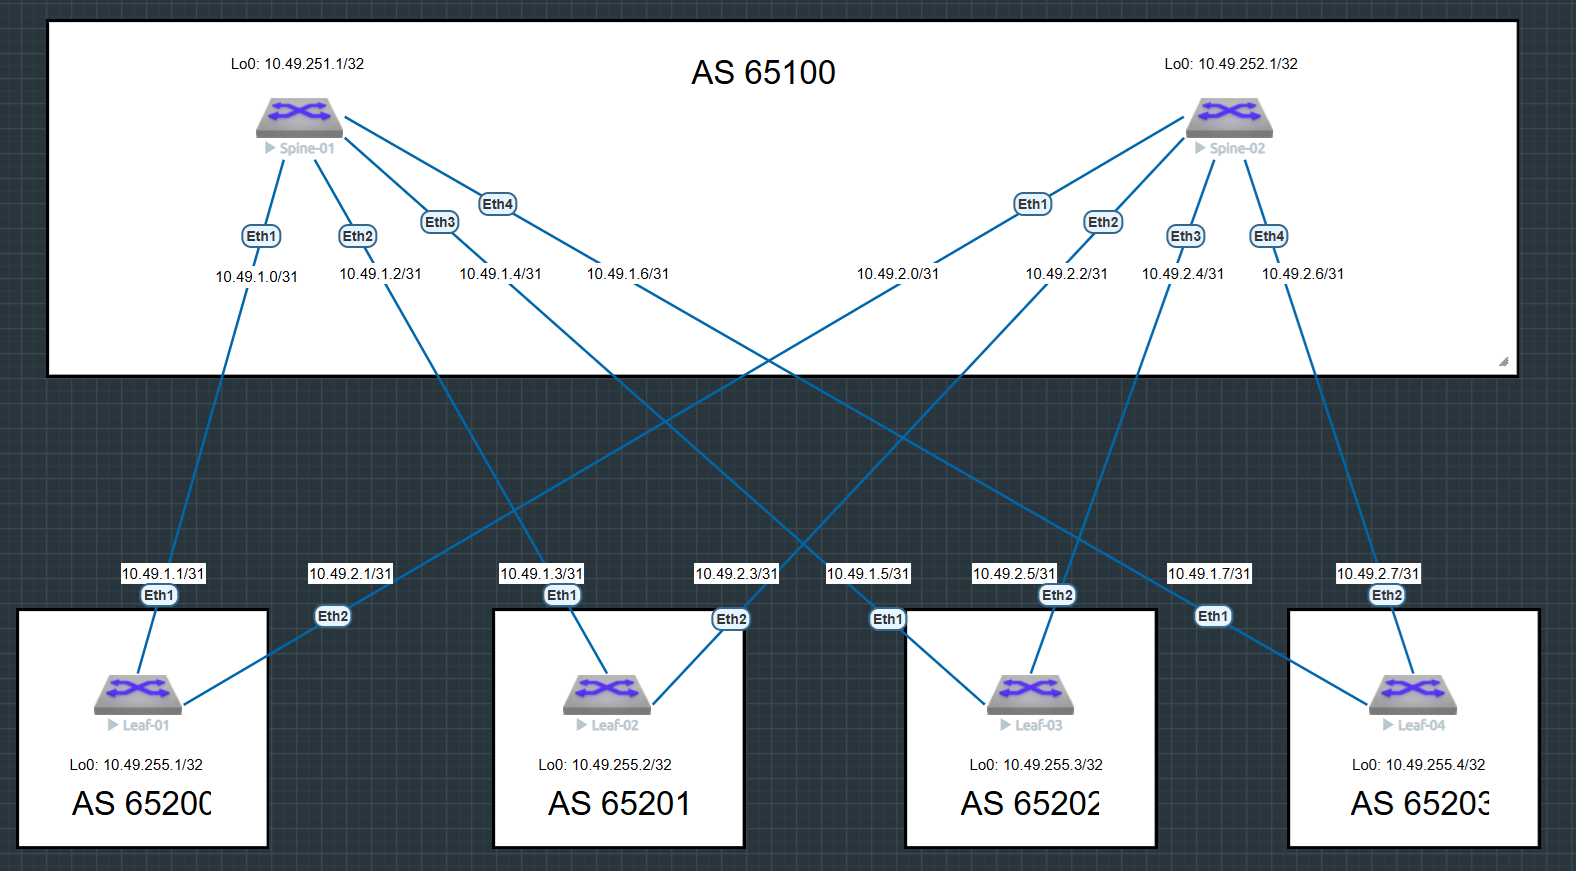 Lo0: 10.49.251.1/32
AS 65100
Lo0: 10.49.252.1/32
Spine-01
Spine-02
Eth1
Eth2
Eth3
Eth4
Eth1
Eth2
Eth3
Eth4
10.49.1.0/31
10.49.1.2/31
10.49.1.4/31
10.49.1.6/31
10.49.2.0/31
10.49.2.2/31
10.49.2.4/31
10.49.2.6/31
10.49.1.1/31
10.49.2.1/31
10.49.1.3/31
10.49.2.3/31
10.49.1.5/31
10.49.2.5/31
10.49.1.7/31
10.49.2.7/31
Eth1
Eth2
Eth1
Eth2
Eth1
Eth2
Eth1
Eth2
Leaf-01
Leaf-02
Leaf-03
Leaf-04
Lo0: 10.49.255.1/32
Lo0: 10.49.255.2/32
Lo0: 10.49.255.3/32
Lo0: 10.49.255.4/32
AS 65200
AS 65201
AS 65202
AS 65203